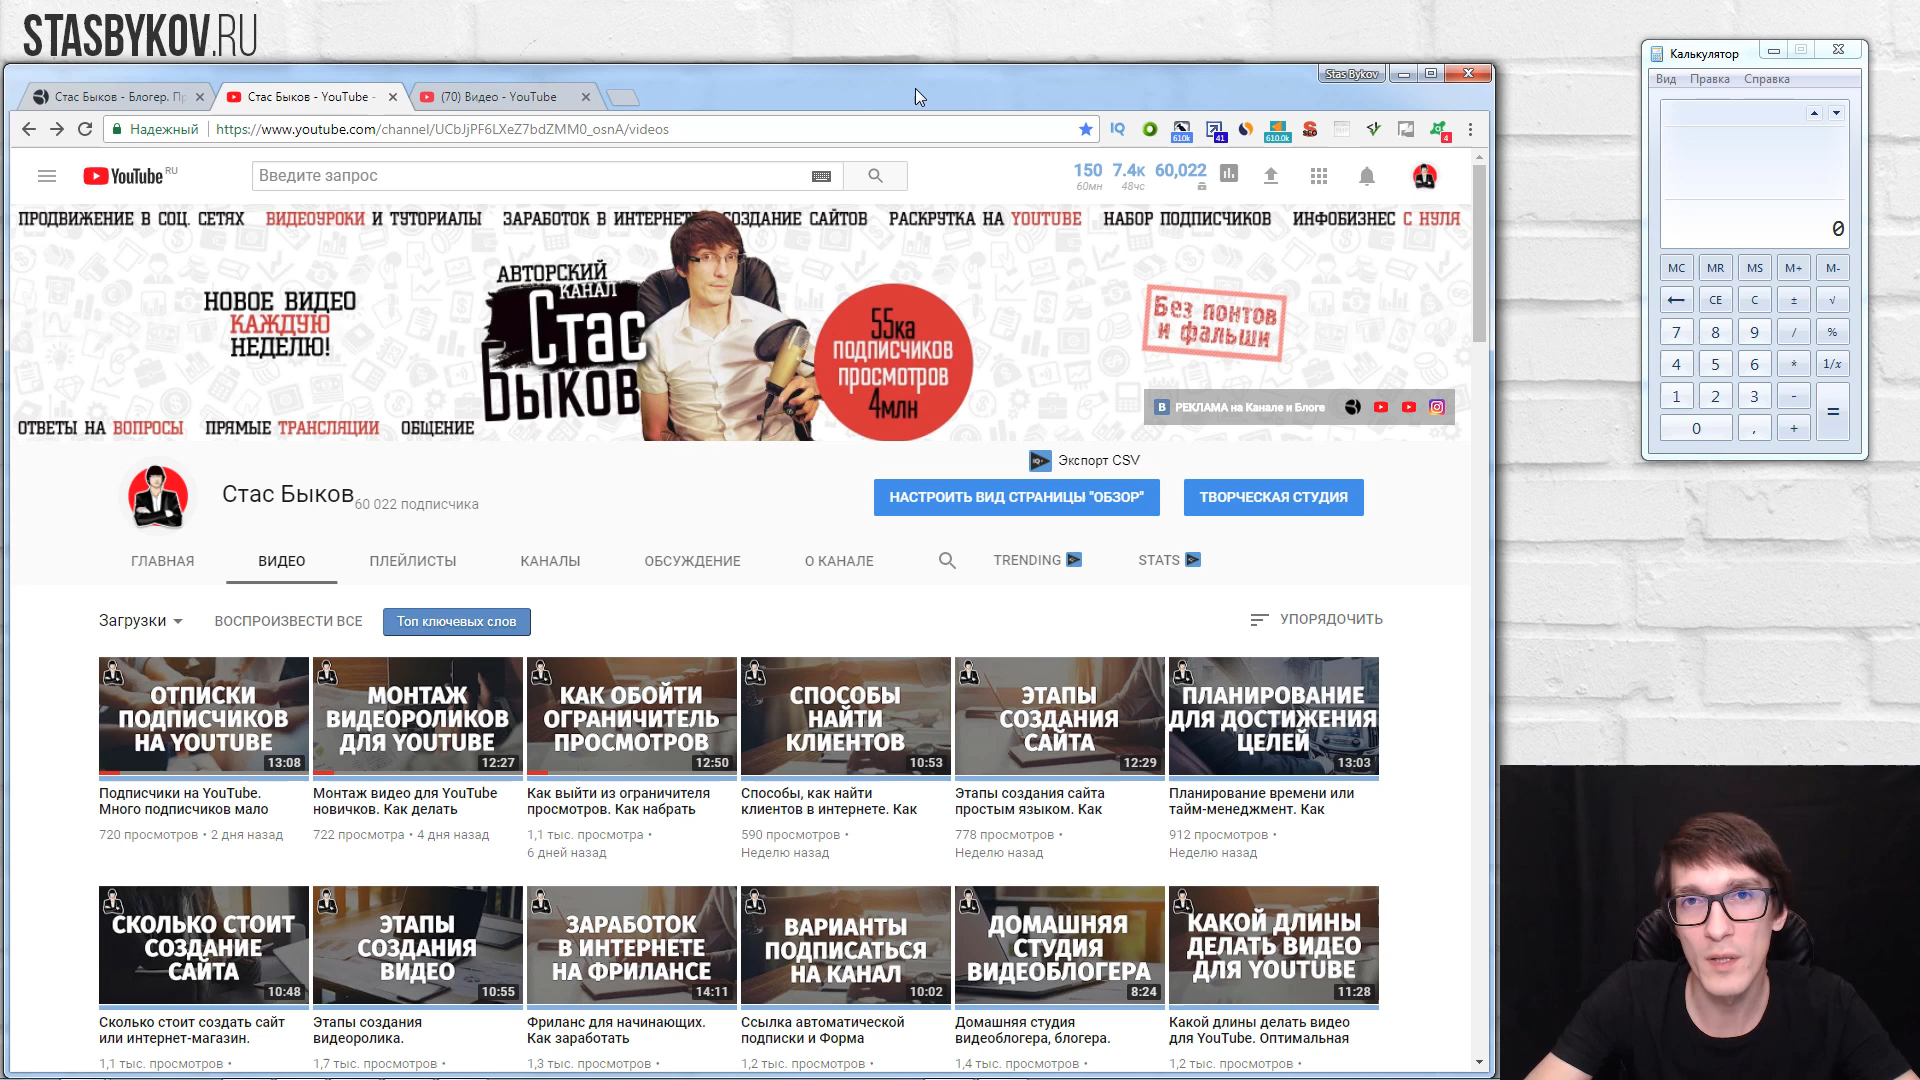 STASBYKOV.RU
Стас Быков - Блогер. Пр
Стас Быков - YouTube -
(70) Видео - YouTube
Stas Bykov
Надежный
https://www.youtube.com/channel/UCbJjPF6LXeZ7bdZMM0_osnA/videos
IQ
610k
41
610.0k
SEO
4
YouTube RU
Введите запрос
150
60мн
7.4к
48чс
60,022
ПРОДВИЖЕНИЕ В СОЦ. СЕТЯХ
ВИДЕОУРОКИ И ТУТОРИАЛЫ
ЗАРАБОТОК В ИНТЕРНЕТЕ
СОЗДАНИЕ САЙТОВ
РАСКРУТКА НА YOUTUBE
НАБОР ПОДПИСЧИКОВ
ИНФОБИЗНЕС С НУЛЯ
НОВОЕ ВИДЕО
КАЖДУЮ
НЕДЕЛЮ!
АВТОРСКИЙ
КАНАЛ
Стас
Быков
55ка
подписчиков
просмотров
4млн
Без понтов
и фальши
В РЕКЛАМА на Канале и Блоге
ОТВЕТЫ НА ВОПРОСЫ
ПРЯМЫЕ ТРАНСЛЯЦИИ
ОБЩЕНИЕ
Экспорт CSV
Стас Быков
60 022 подписчика
НАСТРОИТЬ ВИД СТРАНИЦЫ "ОБЗОР"
ТВОРЧЕСКАЯ СТУДИЯ
ГЛАВНАЯ
ВИДЕО
ПЛЕЙЛИСТЫ
КАНАЛЫ
ОБСУЖДЕНИЕ
О КАНАЛЕ
TRENDING
STATS
Загрузки
ВОСПРОИЗВЕСТИ ВСЕ
Топ ключевых слов
УПОРЯДОЧИТЬ
ОТПИСКИ
ПОДПИСЧИКОВ
НА YOUTUBE
13:08
Подписчики на YouTube.
Много подписчиков мало
720 просмотров • 2 дня назад
МОНТАЖ
ВИДЕОРОЛИКОВ
ДЛЯ YOUTUBE
12:27
Монтаж видео для YouTube
новичков. Как делать
722 просмотра • 4 дня назад
КАК ОБОЙТИ
ОГРАНИЧИТЕЛЬ
ПРОСМОТРОВ
12:50
Как выйти из ограничителя
просмотров. Как набрать
1,1 тыс. просмотра •
6 дней назад
СПОСОБЫ
НАЙТИ
КЛИЕНТОВ
10:53
Способы, как найти
клиентов в интернете. Как
590 просмотров •
Неделю назад
ЭТАПЫ
СОЗДАНИЯ
САЙТА
12:29
Этапы создания сайта
простым языком. Как
778 просмотров •
Неделю назад
ПЛАНИРОВАНИЕ
ДЛЯ ДОСТИЖЕНИЯ
ЦЕЛЕЙ
13:03
Планирование времени или
тайм-менеджмент. Как
912 просмотров •
Неделю назад
СКОЛЬКО СТОИТ
СОЗДАНИЕ
САЙТА
10:48
Сколько стоит создать сайт
или интернет-магазин.
1,1 тыс. просмотров •
ЭТАПЫ
СОЗДАНИЯ
ВИДЕО
10:55
Этапы создания
видеоролика.
1,7 тыс. просмотров •
ЗАРАБОТОК
В ИНТЕРНЕТЕ
НА ФРИЛАНСЕ
14:11
Фриланс для начинающих.
Как заработать
1,3 тыс. просмотров •
ВАРИАНТЫ
ПОДПИСАТЬСЯ
НА КАНАЛ
10:02
Ссылка автоматической
подписки и Форма
1,2 тыс. просмотров •
ДОМАШНЯЯ
СТУДИЯ
ВИДЕОБЛОГЕРА
8:24
Домашняя студия
видеоблогера, блогера.
1,4 тыс. просмотров •
КАКОЙ ДЛИНЫ
ДЕЛАТЬ ВИДЕО
ДЛЯ YOUTUBE
11:28
Какой длины делать видео
для YouTube. Оптимальная
1,2 тыс. просмотров •
Калькулятор
Вид Правка Справка
0
MC MR MS M+ M-
← CE C ± √
7 8 9 / %
4 5 6 * 1/x
1 2 3 - =
0 , +